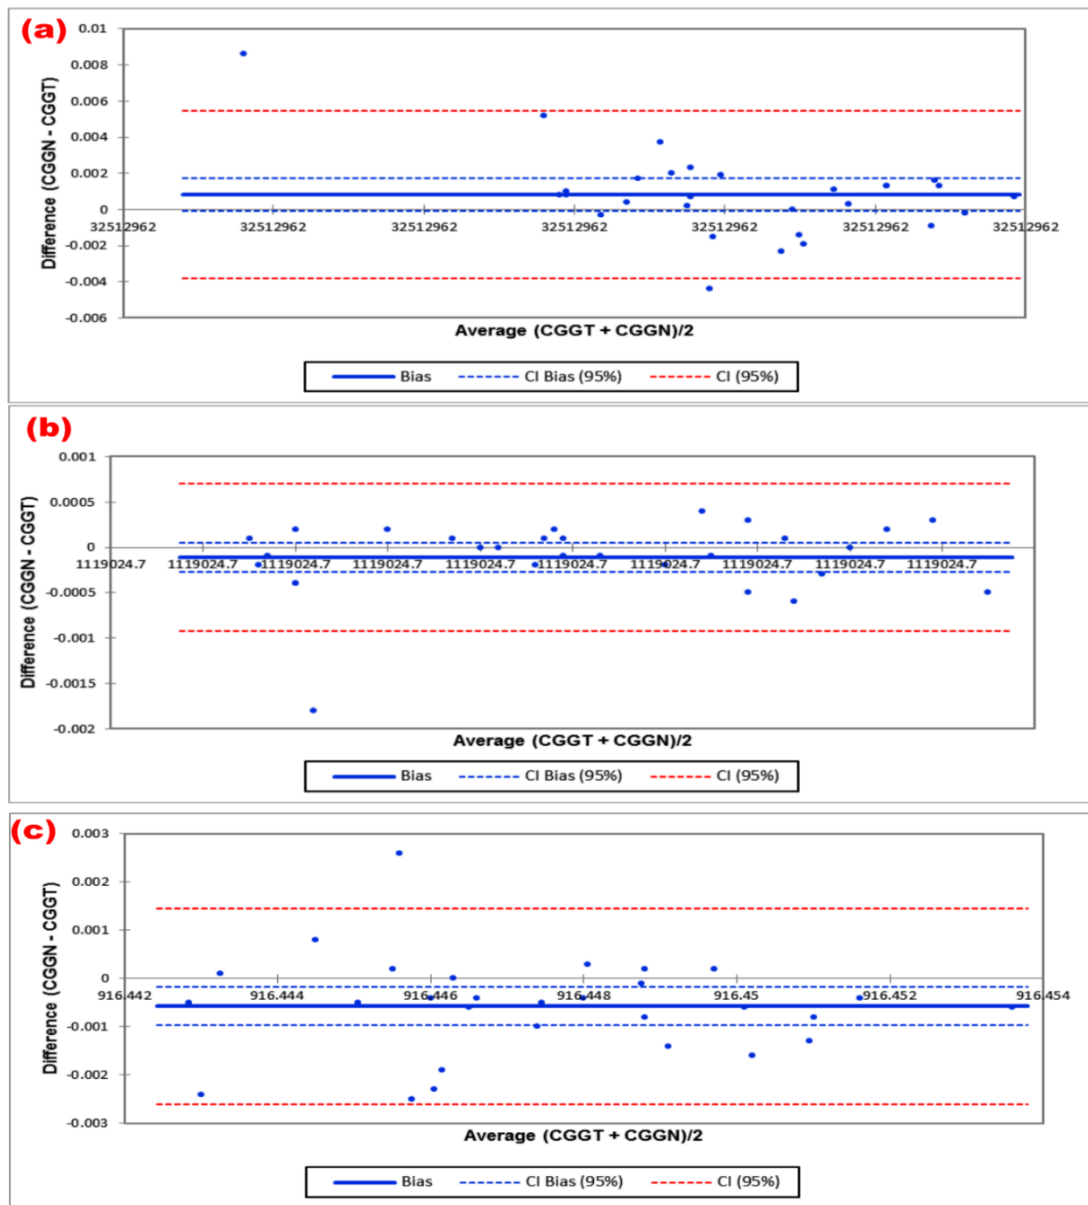 (a)
0.01
0.008
0.006
0.004
0.002
0
-0.002
-0.004
-0.006
Difference (CGGN - CGGT)
32512962 32512962 32512962 32512962 32512962 32512962 32512962
Average (CGGT + CGGN)/2
Bias CI Bias (95%) CI (95%)
(b)
0.001
0.0005
0
-0.0005
-0.001
-0.0015
-0.002
Difference (CGGN - CGGT)
1119024.7 1119024.7 1119024.7 1119024.7 1119024.7 1119024.7 1119024.7 1119024.7 1119024.7 1119024.7
Average (CGGT + CGGN)/2
Bias CI Bias (95%) CI (95%)
(c)
0.003
0.002
0.001
0
-0.001
-0.002
-0.003
Difference (CGGN - CGGT)
916.442 916.444 916.446 916.448 916.45 916.452 916.454
Average (CGGT + CGGN)/2
Bias CI Bias (95%) CI (95%)